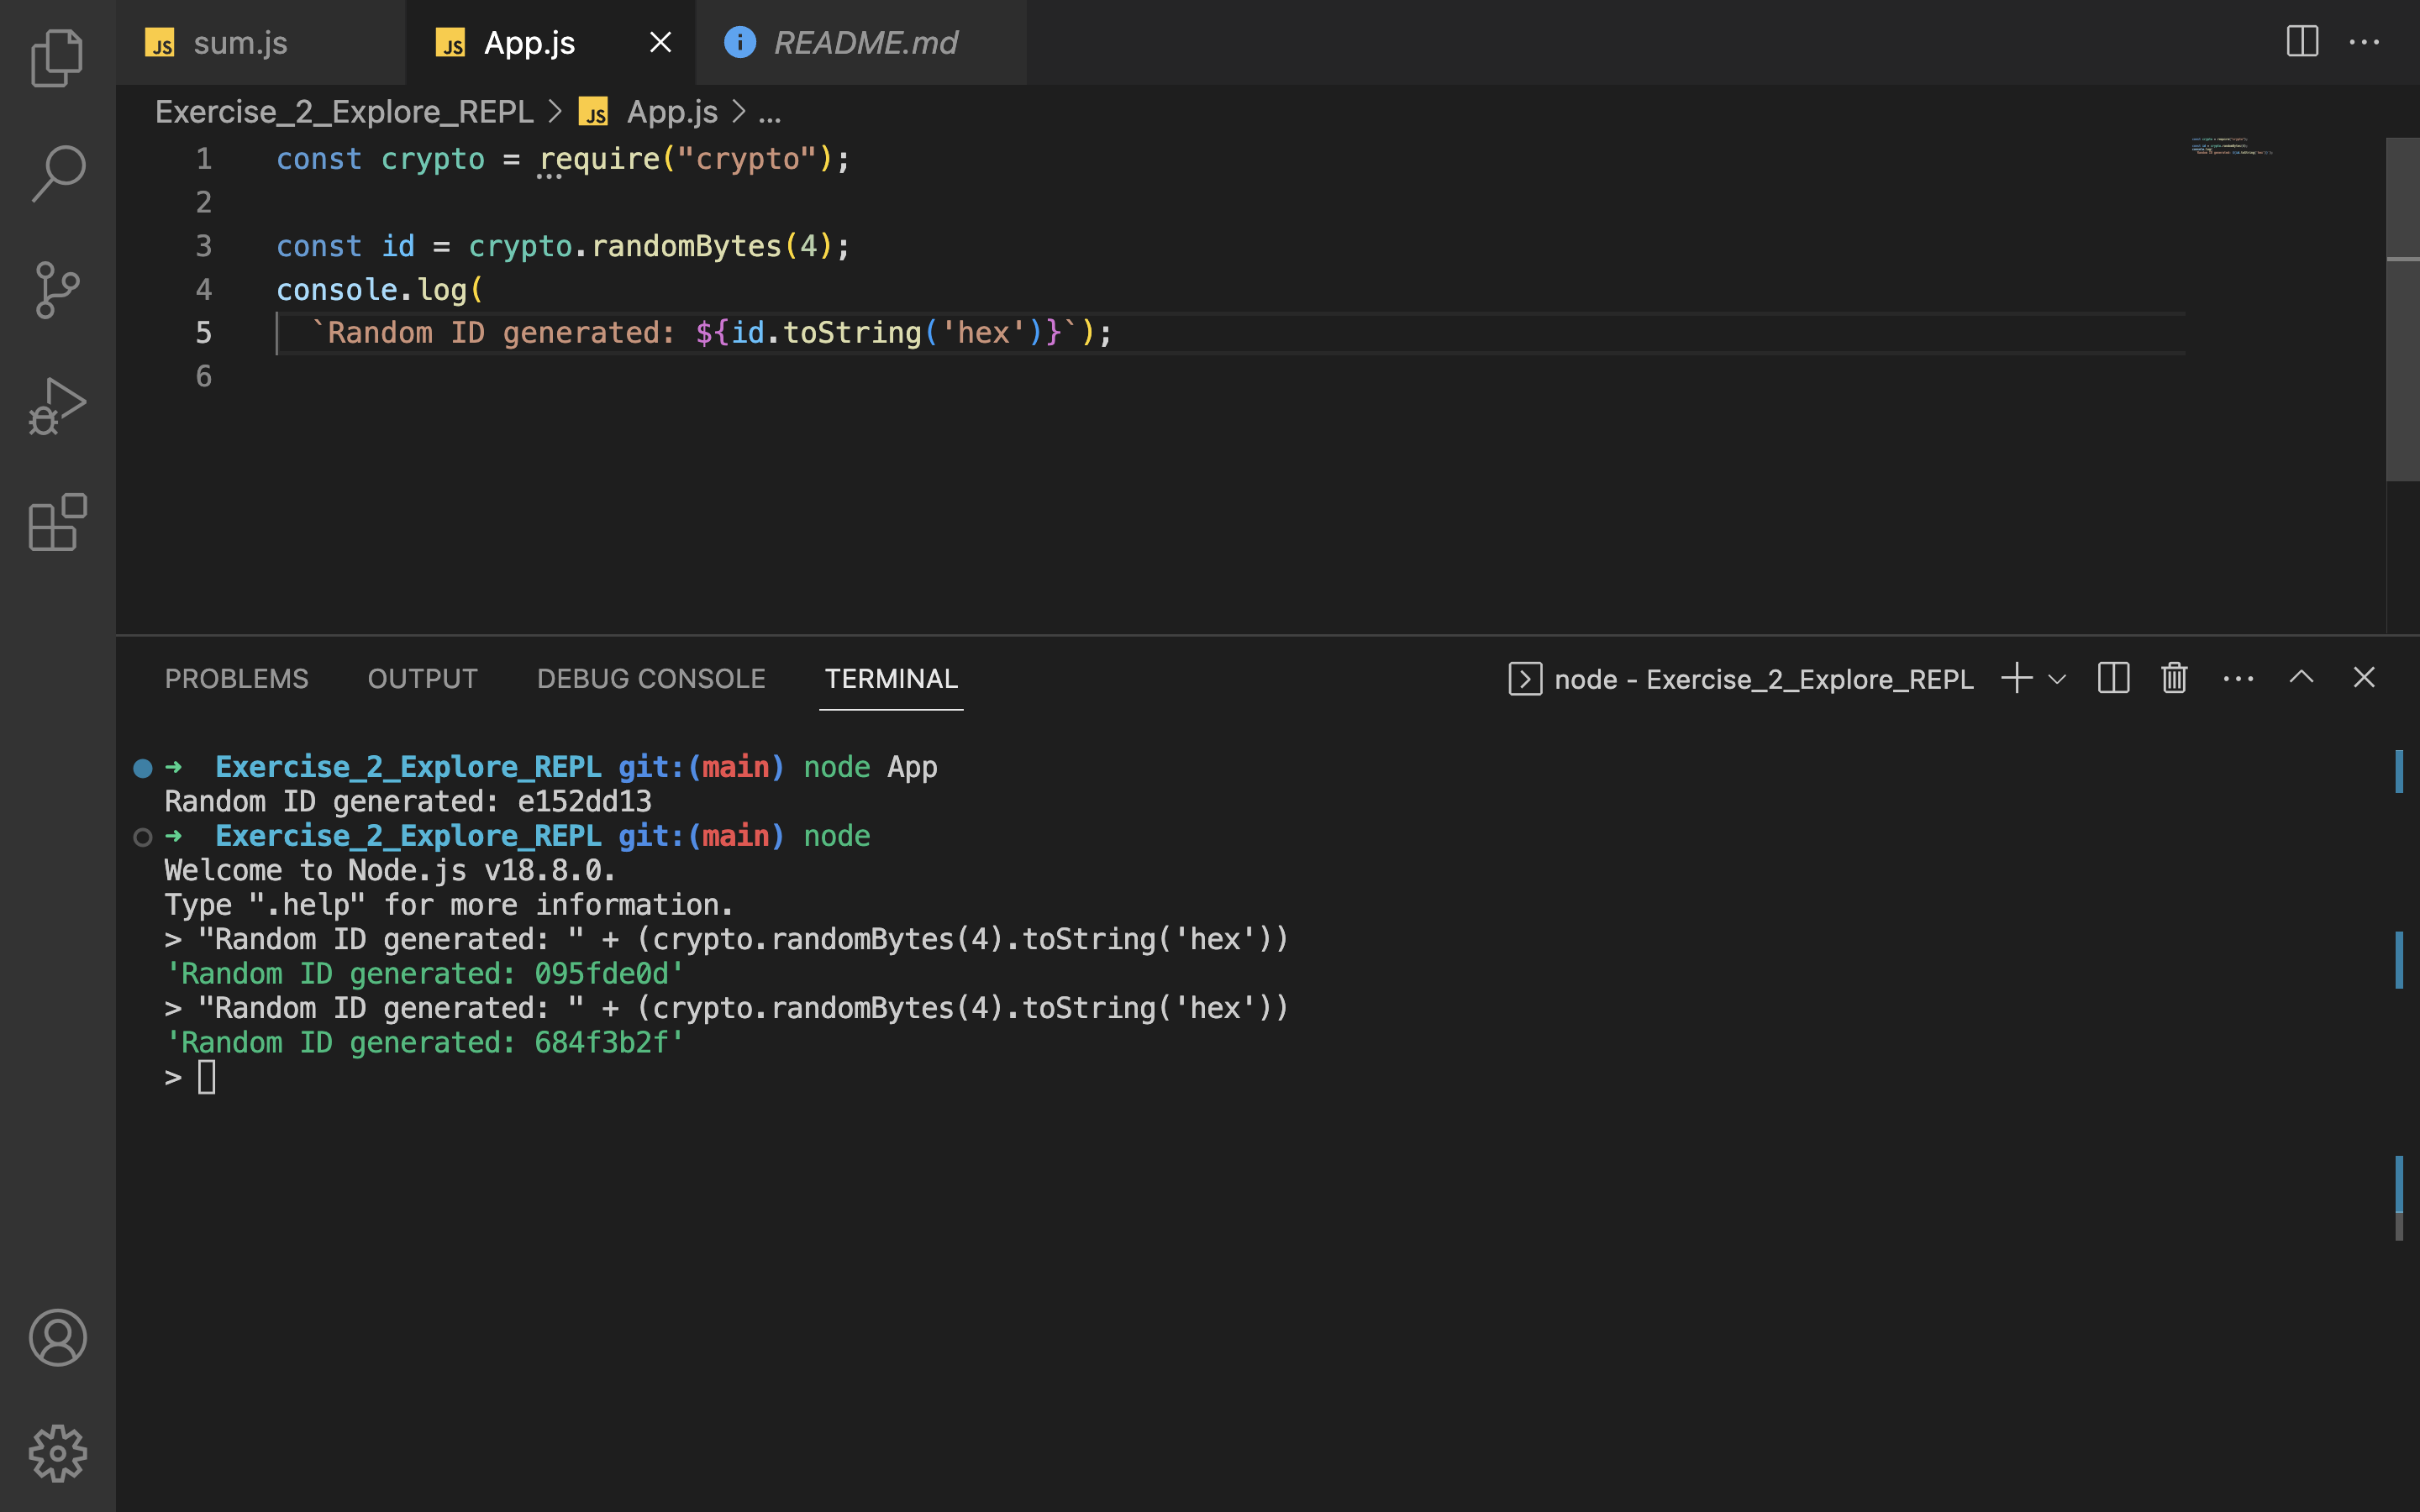 JS sum.js JS App.js README.md
Exercise_2_Explore_REPL > JS App.js > ...
1 const crypto = require("crypto");
2
3 const id = crypto.randomBytes(4);
4 console.log(
5 `Random ID generated: ${id.toString('hex')}`);
6
PROBLEMS OUTPUT DEBUG CONSOLE TERMINAL node - Exercise_2_Explore_REPL
➜ Exercise_2_Explore_REPL git:(main) node App
Random ID generated: e152dd13
➜ Exercise_2_Explore_REPL git:(main) node
Welcome to Node.js v18.8.0.
Type ".help" for more information.
> "Random ID generated: " + (crypto.randomBytes(4).toString('hex'))
'Random ID generated: 095fde0d'
> "Random ID generated: " + (crypto.randomBytes(4).toString('hex'))
'Random ID generated: 684f3b2f'
>